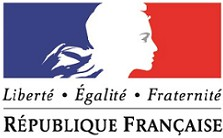 Liberté • Égalité • Fraternité
RÉPUBLIQUE FRANÇAISE